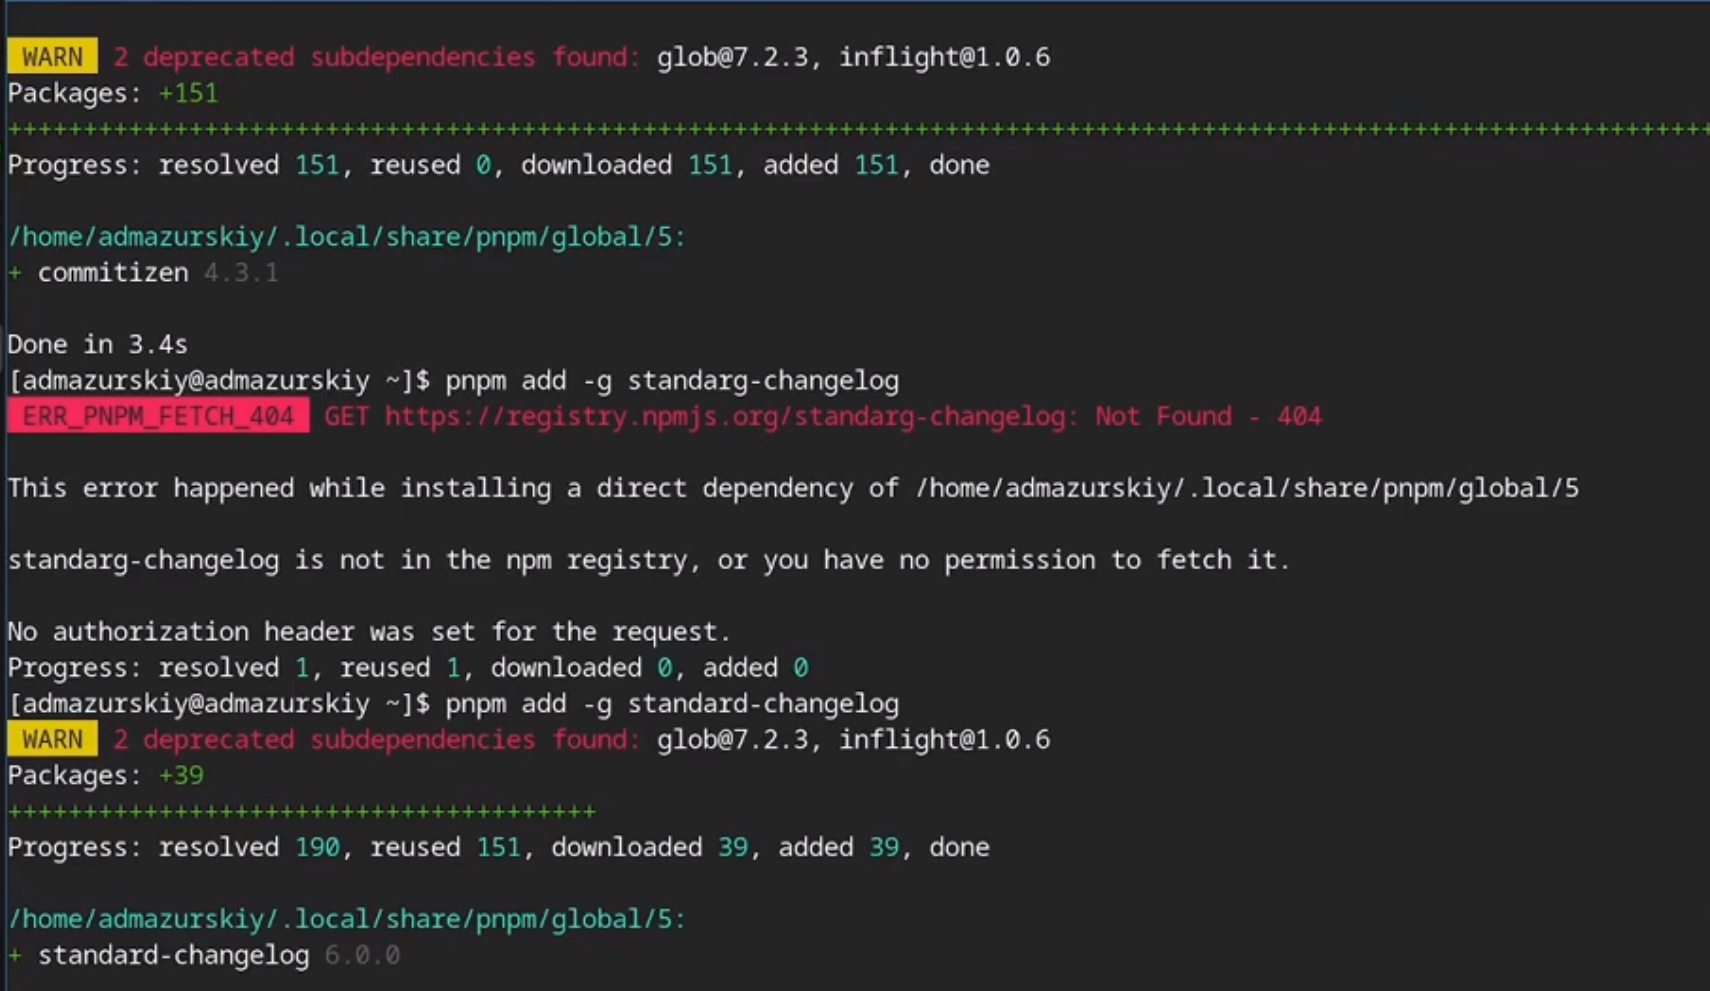 WARN 2 deprecated subdependencies found: glob@7.2.3, inflight@1.0.6
Packages: +151
+++++++++++++++++++++++++++++++++++++++++++++++++++++++++++++++++++++++++++++++++++++++++++++++++++++++++++++++++
Progress: resolved 151, reused 0, downloaded 151, added 151, done
/home/admazurskiy/.local/share/pnpm/global/5:
+ commitizen 4.3.1
Done in 3.4s
[admazurskiy@admazurskiy ~]$ pnpm add -g standarg-changelog
ERR_PNPM_FETCH_404 GET https://registry.npmjs.org/standarg-changelog: Not Found - 404
This error happened while installing a direct dependency of /home/admazurskiy/.local/share/pnpm/global/5
standarg-changelog is not in the npm registry, or you have no permission to fetch it.
No authorization header was set for the request.
Progress: resolved 1, reused 1, downloaded 0, added 0
[admazurskiy@admazurskiy ~]$ pnpm add -g standard-changelog
WARN 2 deprecated subdependencies found: glob@7.2.3, inflight@1.0.6
Packages: +39
+++++++++++++++++++++++++++++++++++++++
Progress: resolved 190, reused 151, downloaded 39, added 39, done
/home/admazurskiy/.local/share/pnpm/global/5:
+ standard-changelog 6.0.0